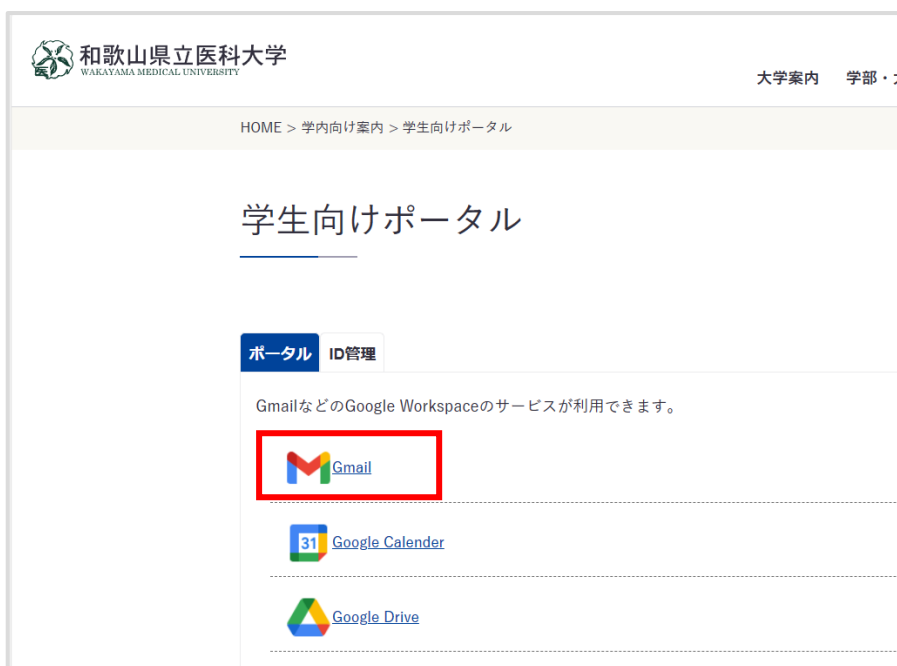 和歌山県立医科大学
WAKAYAMA MEDICAL UNIVERSITY
大学案内 学部・
HOME > 学内向け案内 > 学生向けポータル
学生向けポータル
ポータル ID管理
GmailなどのGoogle Workspaceのサービスが利用できます。
Gmail
31 Google Calender
Google Drive